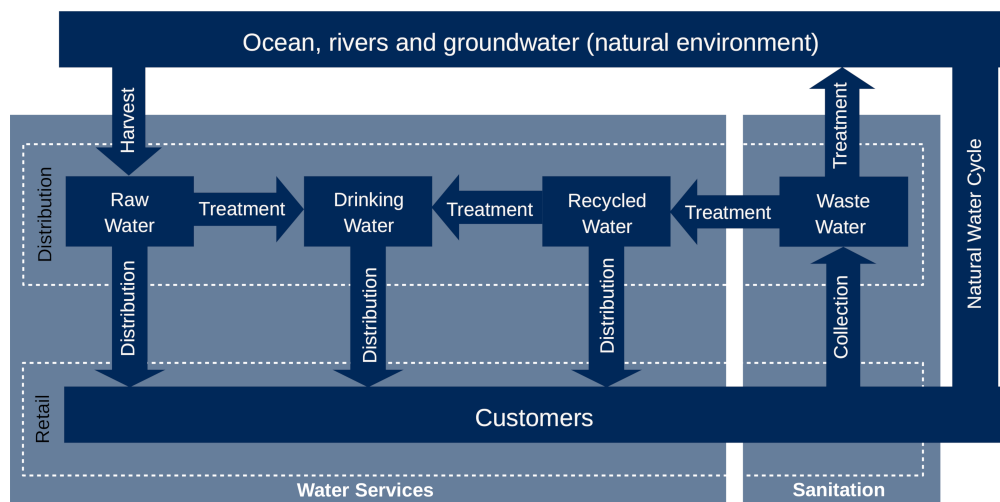 Ocean, rivers and groundwater (natural environment)
Harvest
Treatment
Natural Water Cycle
Distribution
Raw
Water
Treatment
Drinking
Water
Treatment
Recycled
Water
Treatment
Waste
Water
Distribution
Distribution
Distribution
Collection
Retail
Customers
Water Services
Sanitation